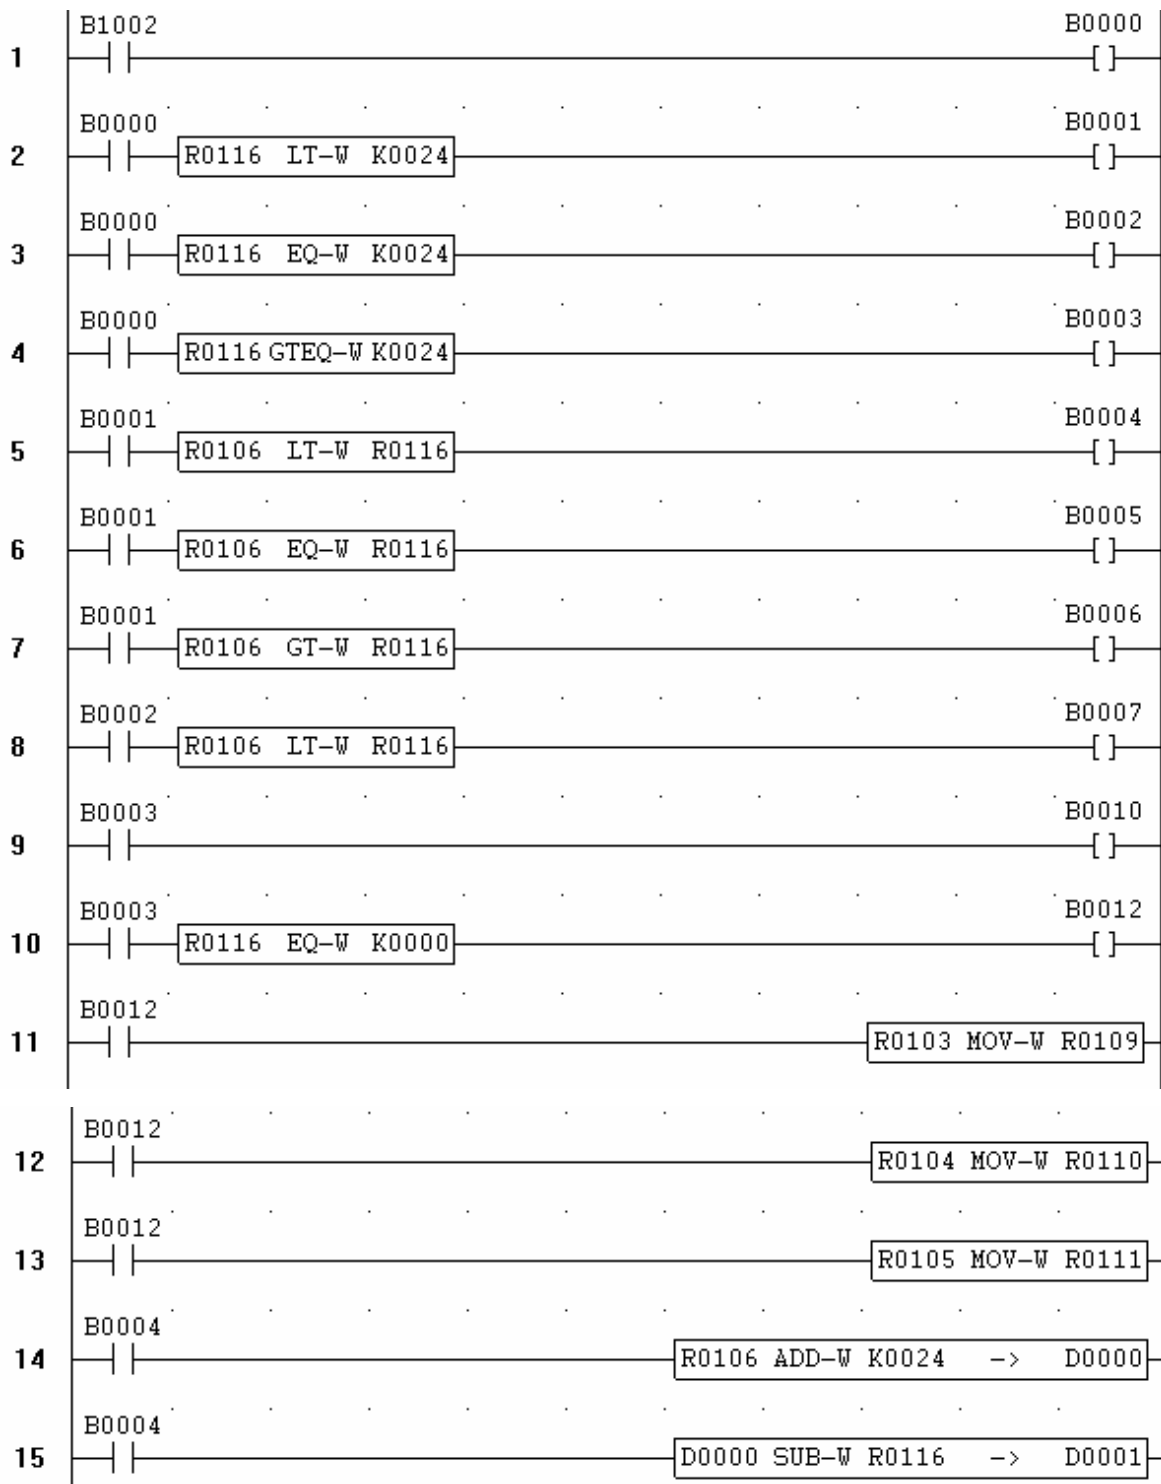 B1002 B0000
1 [ ]
B0000 B0001
2 R0116 LT-W K0024 [ ]
B0000 B0002
3 R0116 EQ-W K0024 [ ]
B0000 B0003
4 R0116 GTEQ-W K0024 [ ]
B0001 B0004
5 R0106 LT-W R0116 [ ]
B0001 B0005
6 R0106 EQ-W R0116 [ ]
B0001 B0006
7 R0106 GT-W R0116 [ ]
B0002 B0007
8 R0106 LT-W R0116 [ ]
B0003 B0010
9 [ ]
B0003 B0012
10 R0116 EQ-W K0000 [ ]
B0012
11 R0103 MOV-W R0109
B0012
12 R0104 MOV-W R0110
B0012
13 R0105 MOV-W R0111
B0004
14 R0106 ADD-W K0024 -> D0000
B0004
15 D0000 SUB-W R0116 -> D0001